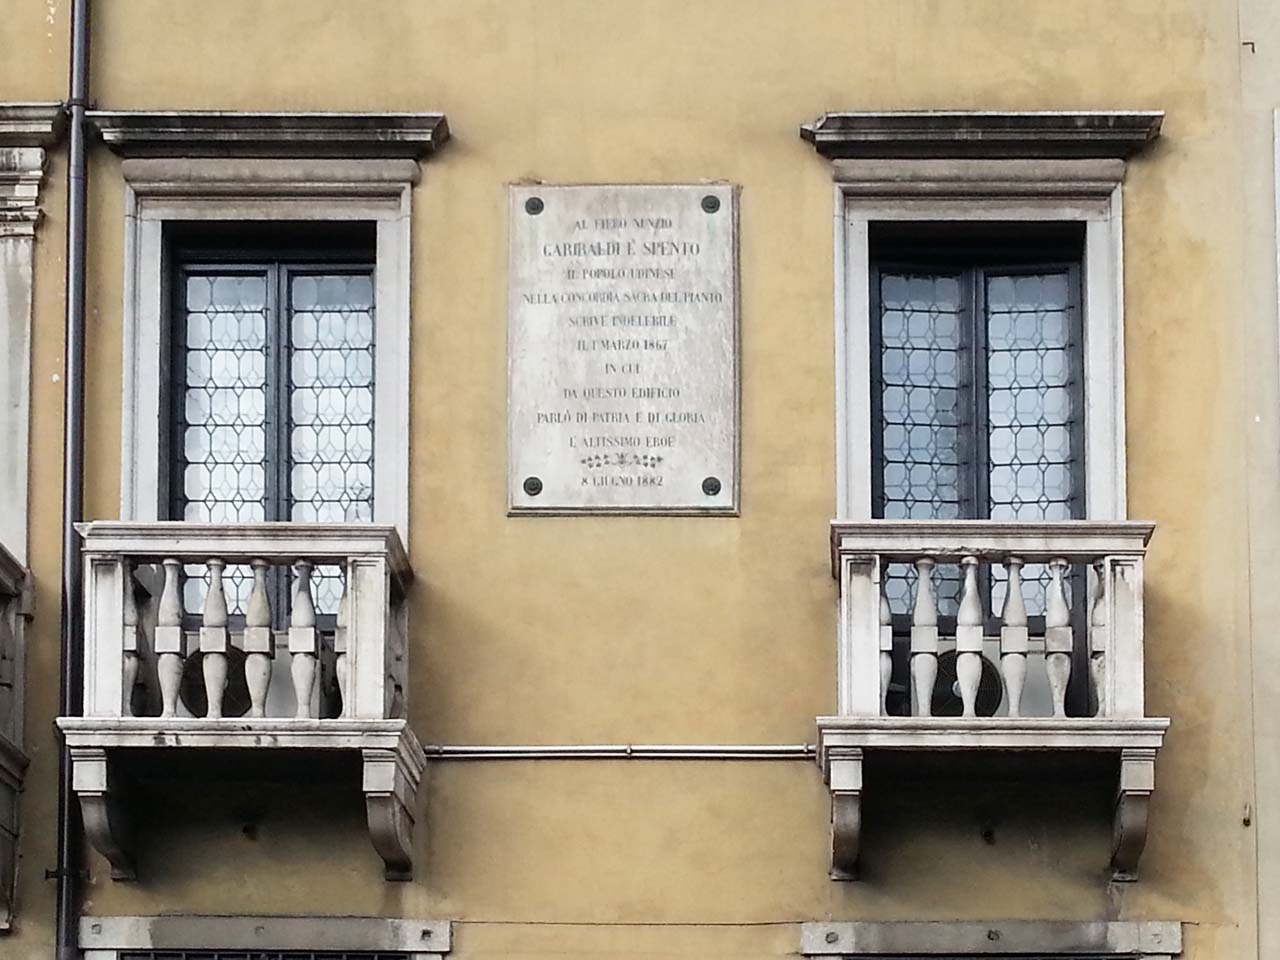 AL FIERO NUNZIO
GARIBALDI È SPENTO
IL POPOLO UDINESE
NELLA CONCORDIA SACRA DEL PIANTO
SCRIVE INDELEBILE
IL 1° MARZO 1867
IN CUI
DA QUESTO EDIFICIO
PARLÒ DI PATRIA E DI GLORIA
L'ALTISSIMO EROE
8 GIUGNO 1882